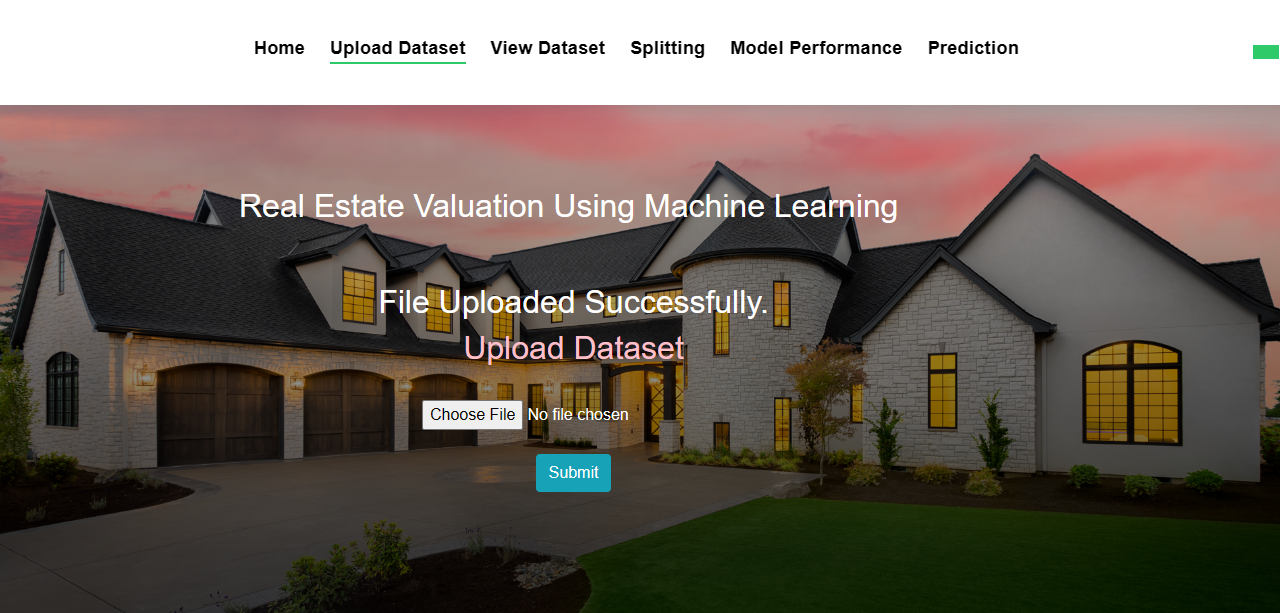 Home Upload Dataset View Dataset Splitting Model Performance Prediction
Real Estate Valuation Using Machine Learning
File Uploaded Successfully.
Upload Dataset
Choose File No file chosen
Submit